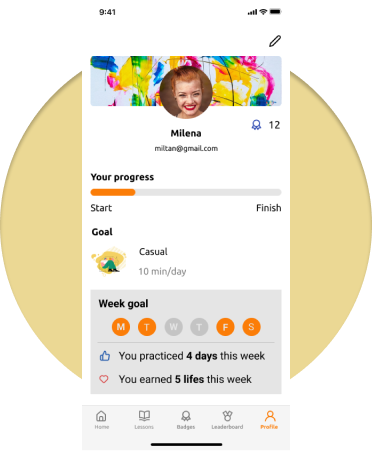 9:41
12
Milena
miltan@gmail.com
Your progress
Start Finish
Goal
Casual
10 min/day
Week goal
M T W T F S
You practiced 4 days this week
You earned 5 lifes this week
Home Lessons Badges Leaderboard Profile